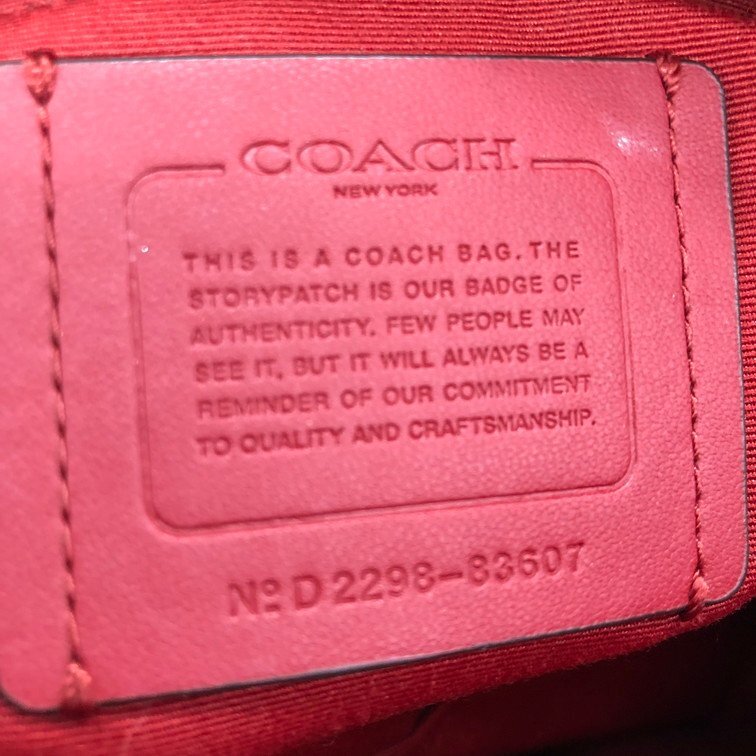 COACH
NEW YORK
THIS IS A COACH BAG. THE
STORYPATCH IS OUR BADGE OF
AUTHENTICITY. FEW PEOPLE MAY
SEE IT, BUT IT WILL ALWAYS BE A
REMINDER OF OUR COMMITMENT
TO QUALITY AND CRAFTSMANSHIP.
Nº D2298-83607